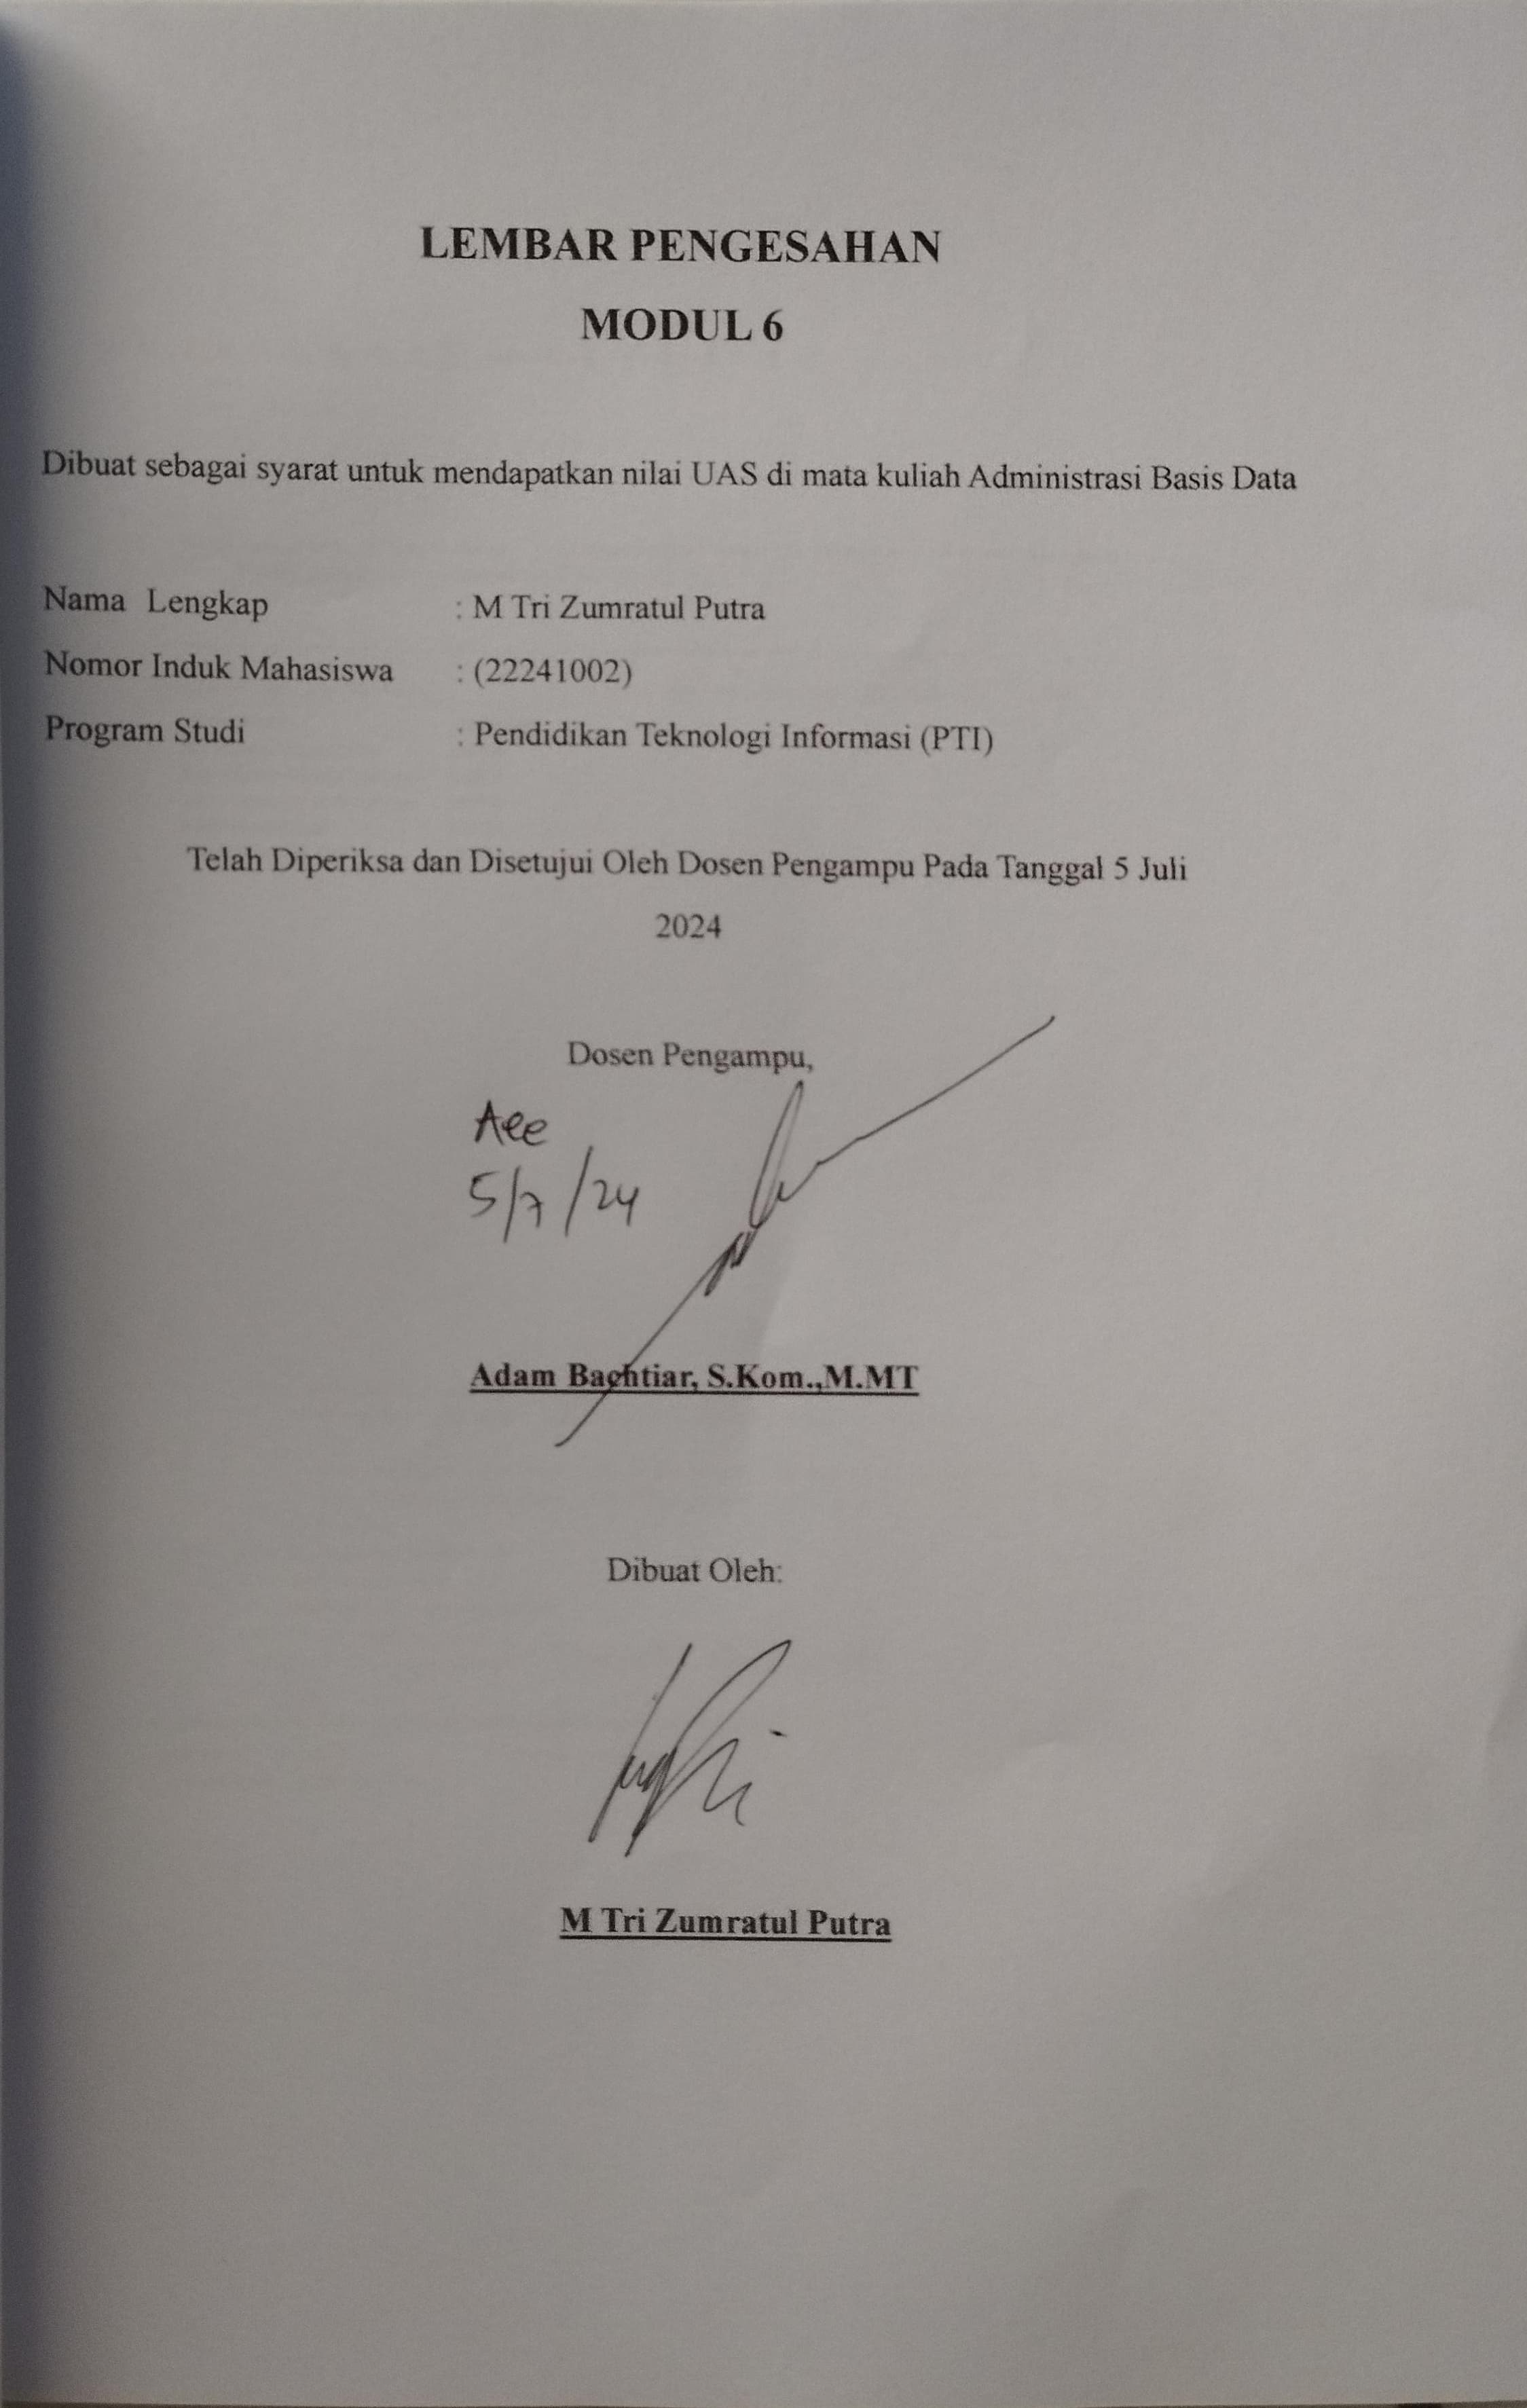 LEMBAR PENGESAHAN
MODUL 6
Dibuat sebagai syarat untuk mendapatkan nilai UAS di mata kuliah Administrasi Basis Data
Nama Lengkap : M Tri Zumratul Putra
Nomor Induk Mahasiswa : (22241002)
Program Studi : Pendidikan Teknologi Informasi (PTI)
Telah Diperiksa dan Disetujui Oleh Dosen Pengampu Pada Tanggal 5 Juli
2024
Dosen Pengampu,
Acc
5/7/24
Adam Bachtiar, S.Kom.,M.MT
Dibuat Oleh:
M Tri Zumratul Putra